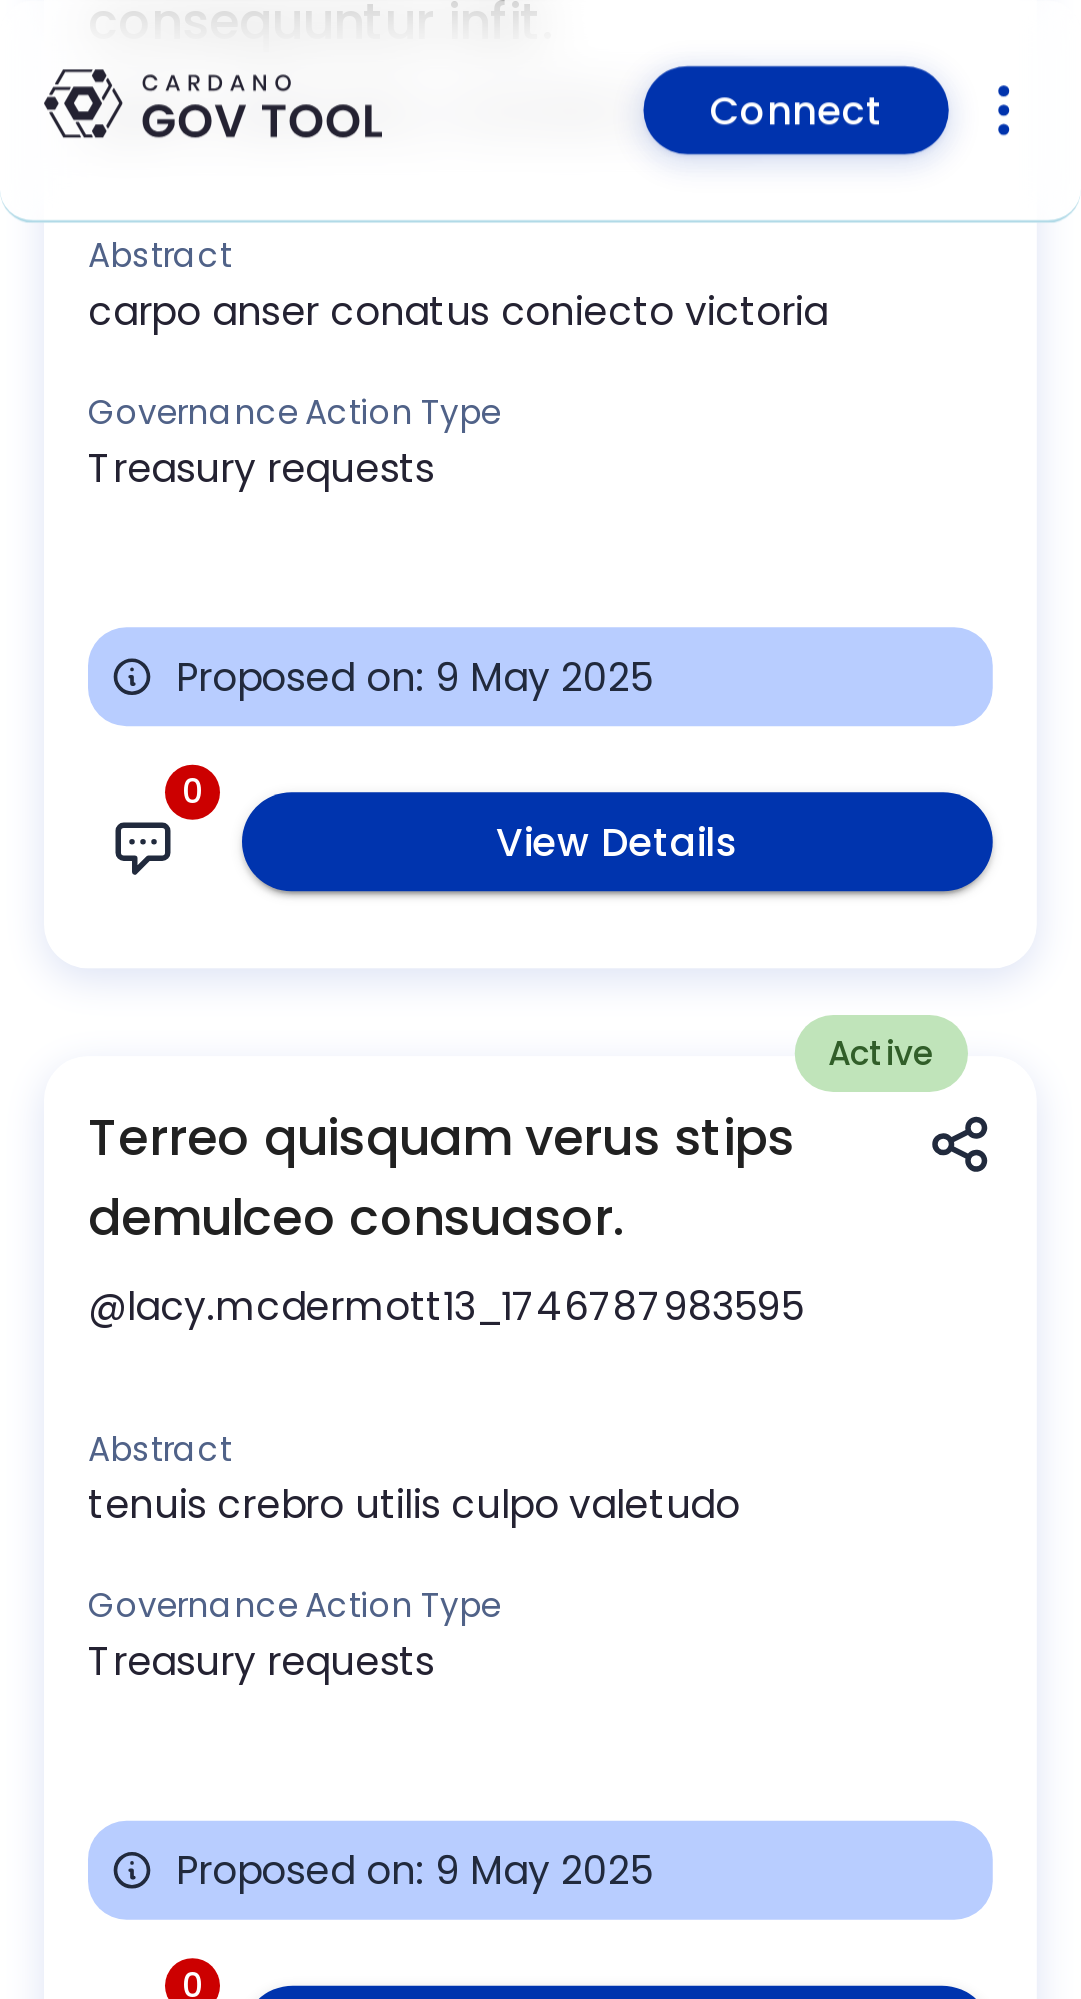 consequuntur infit.
CARDANO
GOV TOOL
Connect
Abstract
carpo anser conatus coniecto victoria
Governance Action Type
Treasury requests
Proposed on: 9 May 2025
0
View Details
Active
Terreo quisquam verus stips
demulceo consuasor.
@lacy.mcdermott13_1746787983595
Abstract
tenuis crebro utilis culpo valetudo
Governance Action Type
Treasury requests
Proposed on: 9 May 2025
0